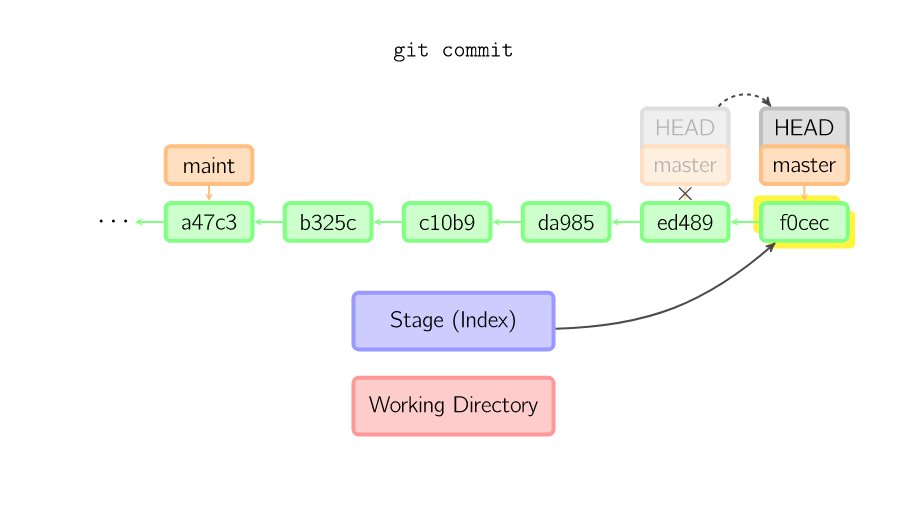 git commit
HEAD HEAD
maint master master
... a47c3 b325c c10b9 da985 ed489 f0cec
Stage (Index)
Working Directory